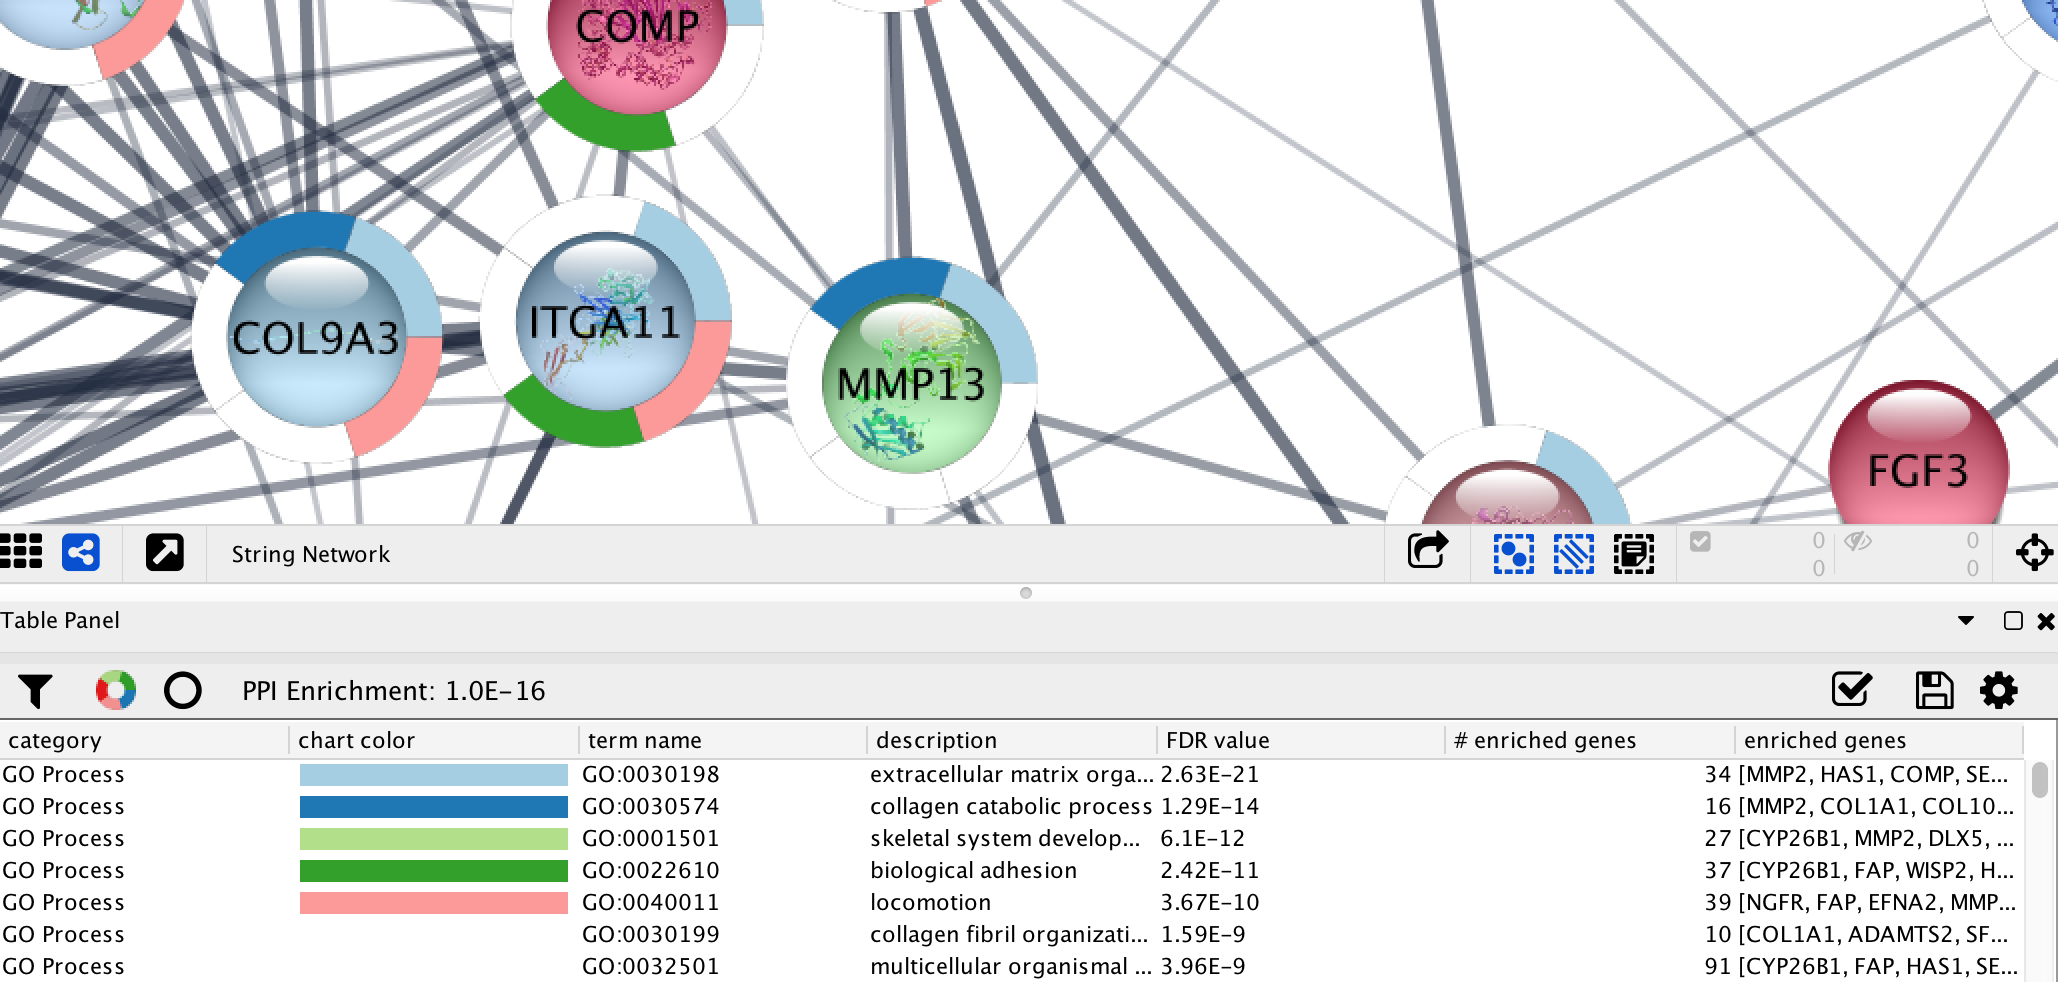 COMP
COL9A3
ITGA11
MMP13
FGF3
String Network
0
0
0
0
Table Panel
PPI Enrichment: 1.0E-16
category chart color term name description FDR value # enriched genes enriched genes
GO Process GO:0030198 extracellular matrix orga... 2.63E-21 34 [MMP2, HAS1, COMP, SE...
GO Process GO:0030574 collagen catabolic process 1.29E-14 16 [MMP2, COL1A1, COL10...
GO Process GO:0001501 skeletal system develop... 6.1E-12 27 [CYP26B1, MMP2, DLX5, ...
GO Process GO:0022610 biological adhesion 2.42E-11 37 [CYP26B1, FAP, WISP2, H...
GO Process GO:0040011 locomotion 3.67E-10 39 [NGFR, FAP, EFNA2, MMP...
GO Process GO:0030199 collagen fibril organizati... 1.59E-9 10 [COL1A1, ADAMTS2, SF...
GO Process GO:0032501 multicellular organismal ... 3.96E-9 91 [CYP26B1, FAP, HAS1, SE...